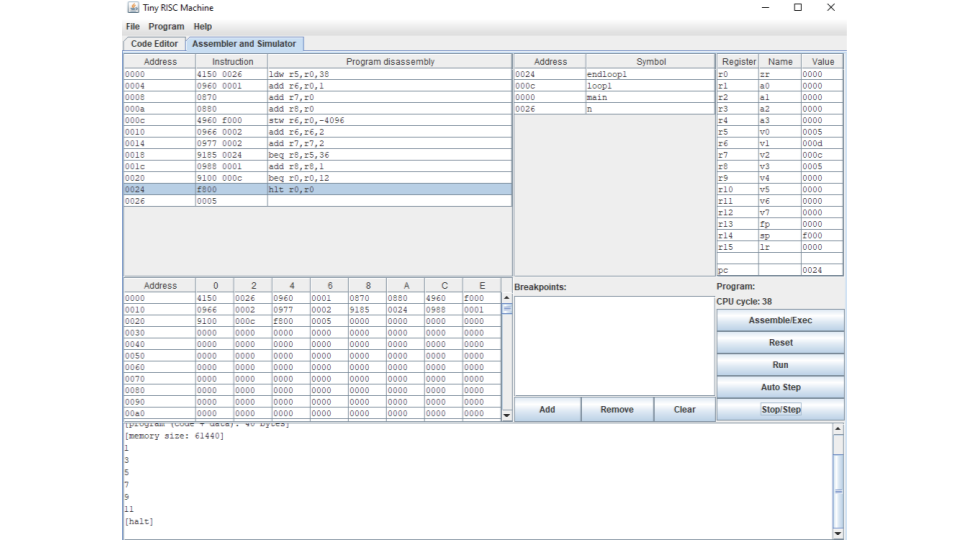 Tiny RISC Machine
File Program Help
Code Editor Assembler and Simulator
Address Instruction Program disassembly
0000 4150 0026 ldw r5,r0,38
0004 0960 0001 add r6,r0,1
0008 0870 add r7,r0
000a 0880 add r8,r0
000c 4960 f000 stw r6,r0,-4096
0010 0966 0002 add r6,r6,2
0014 0977 0002 add r7,r7,2
0018 9185 0024 beq r8,r5,36
001c 0988 0001 add r8,r8,1
0020 9100 000c beq r0,r0,12
0024 f800 hlt r0,r0
0026 0005
Address Symbol
0024 endloop1
000c loop1
0000 main
0026 n
Register Name Value
r0 zr 0000
r1 a0 0000
r2 a1 0000
r3 a2 0000
r4 a3 0000
r5 v0 0005
r6 v1 000d
r7 v2 000c
r8 v3 0005
r9 v4 0000
r10 v5 0000
r11 v6 0000
r12 v7 0000
r13 fp 0000
r14 sp f000
r15 lr 0000
pc 0024
Address 0 2 4 6 8 A C E
0000 4150 0026 0960 0001 0870 0880 4960 f000
0010 0966 0002 0977 0002 9185 0024 0988 0001
0020 9100 000c f800 0005 0000 0000 0000 0000
0030 0000 0000 0000 0000 0000 0000 0000 0000
0040 0000 0000 0000 0000 0000 0000 0000 0000
0050 0000 0000 0000 0000 0000 0000 0000 0000
0060 0000 0000 0000 0000 0000 0000 0000 0000
0070 0000 0000 0000 0000 0000 0000 0000 0000
0080 0000 0000 0000 0000 0000 0000 0000 0000
0090 0000 0000 0000 0000 0000 0000 0000 0000
00a0 0000 0000 0000 0000 0000 0000 0000 0000
Breakpoints:
Add Remove Clear
Program:
CPU cycle: 38
Assemble/Exec
Reset
Run
Auto Step
Stop/Step
[program (code + data): 40 bytes]
[memory size: 61440]
1
3
5
7
9
11
[halt]